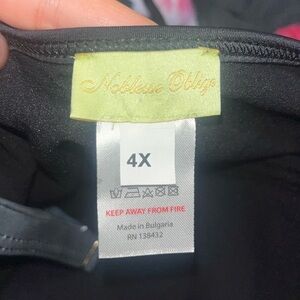 Noblesse Oblige
4X
KEEP AWAY FROM FIRE
Made in Bulgaria
RN 138432